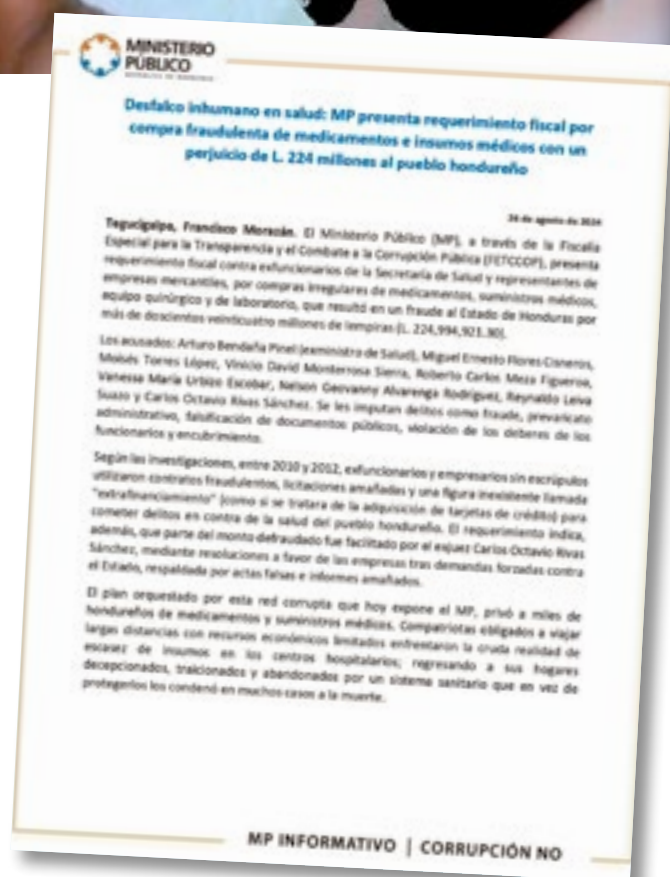 MINISTERIO
PÚBLICO
Desfalco inhumano en salud: MP presenta requerimiento fiscal por
compra fraudulenta de medicamentos e insumos médicos con un
perjuicio de L. 224 millones al pueblo hondureño
de agosto de 2024
Tegucigalpa, Francisco Morazán. El Ministerio Público (MP), a través de la Fiscalía
Especial para la Transparencia y el Combate a la Corrupción Pública (FETCCOP), presenta
requerimiento fiscal contra exfuncionarios de la Secretaría de Salud y representantes de
empresas mercantiles, por compras irregulares de medicamentos, suministros médicos,
equipo quirúrgico y de laboratorio, que resultó en un fraude al Estado de Honduras por
más de doscientos veinticuatro millones de lempiras (L. 224,994,921.30).
Los acusados: Arturo Bendaña Pinel (exministro de Salud), Miguel Ernesto Flores Cisneros,
Moisés Torres López, Vinicio David Monterrosa Sierra, Roberto Carlos Meza Figueroa,
Vanessa María Urbizo Escobar, Nelson Geovanny Alvarenga Rodríguez, Reynaldo Leiva
Suazo y Carlos Octavio Rivas Sánchez. Se les imputan delitos como fraude, prevaricato
administrativo, falsificación de documentos públicos, violación de los deberes de los
funcionarios y encubrimiento.
Según las investigaciones, entre 2010 y 2012, exfuncionarios y empresarios sin escrúpulos
utilizaron contratos fraudulentos, licitaciones amañadas y una figura inexistente llamada
"extrafinanciamiento" (como si se tratara de la adquisición de tarjetas de crédito) para
cometer delitos en contra de la salud del pueblo hondureño. El requerimiento indica,
además, que parte del monto defraudado fue facilitado por el exjuez Carlos Octavio Rivas
Sánchez, mediante resoluciones a favor de las empresas tras demandas forzadas contra
el Estado, respaldada por actas falsas e informes amañados.
El plan orquestado por esta red corrupta que hoy expone el MP, privó a miles de
hondureños de medicamentos y suministros médicos. Compatriotas obligados a viajar
largas distancias con recursos económicos limitados enfrentaron la cruda realidad de
escasez de insumos en los centros hospitalarios; regresando a sus hogares
decepcionados, traicionados y abandonados por un sistema sanitario que en vez de
protegerlos los condenó en muchos casos a la muerte.
MP INFORMATIVO | CORRUPCIÓN NO